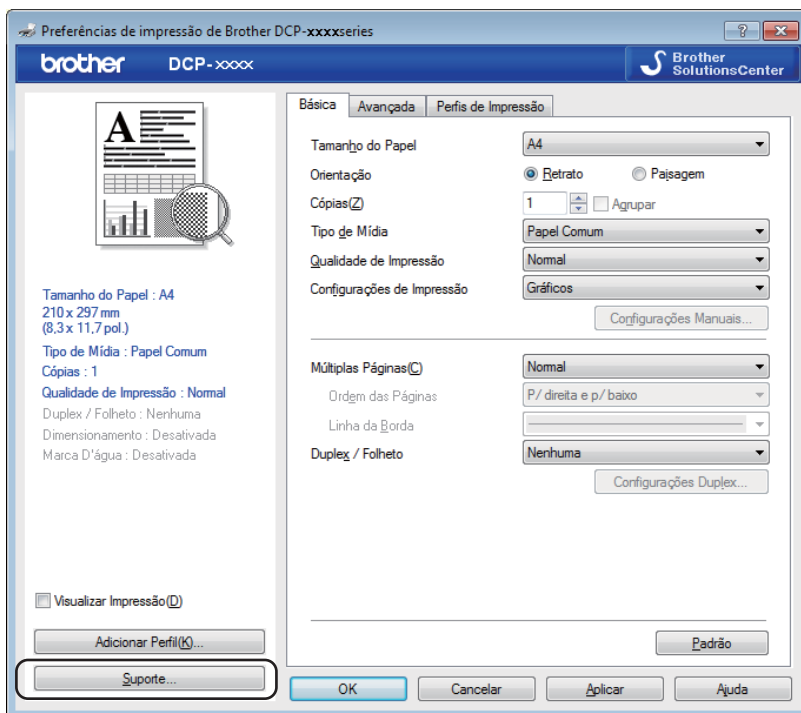 Preferências de impressão de Brother DCP-xxxxseries
brother DCP-xxxx
Brother
SolutionsCenter
A
Tamanho do Papel : A4
210 x 297 mm
(8,3 x 11,7 pol.)
Tipo de Mídia : Papel Comum
Cópias : 1
Qualidade de Impressão : Normal
Duplex / Folheto : Nenhuma
Dimensionamento : Desativada
Marca D'água : Desativada
Visualizar Impressão(D)
Adicionar Perfil(K)...
Suporte...
Básica Avançada Perfis de Impressão
Tamanho do Papel A4
Orientação Retrato Paisagem
Cópias(Z) 1 Agrupar
Tipo de Mídia Papel Comum
Qualidade de Impressão Normal
Configurações de Impressão Gráficos
Configurações Manuais...
Múltiplas Páginas(C) Normal
Ordem das Páginas P/ direita e p/ baixo
Linha da Borda
Duplex / Folheto Nenhuma
Configurações Duplex...
Padrão
OK Cancelar Aplicar Ajuda